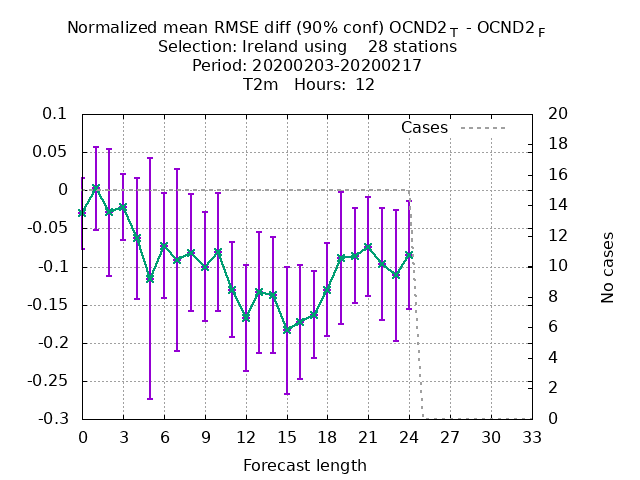 Normalized mean RMSE diff (90% conf) OCND2 T - OCND2 F
Selection: Ireland using 28 stations
Period: 20200203-20200217
T2m Hours: 12
Cases
0.1
0.05
0
-0.05
-0.1
-0.15
-0.2
-0.25
-0.3
20
18
16
14
12
10
8
6
4
2
0
No cases
0 3 6 9 12 15 18 21 24 27 30 33
Forecast length